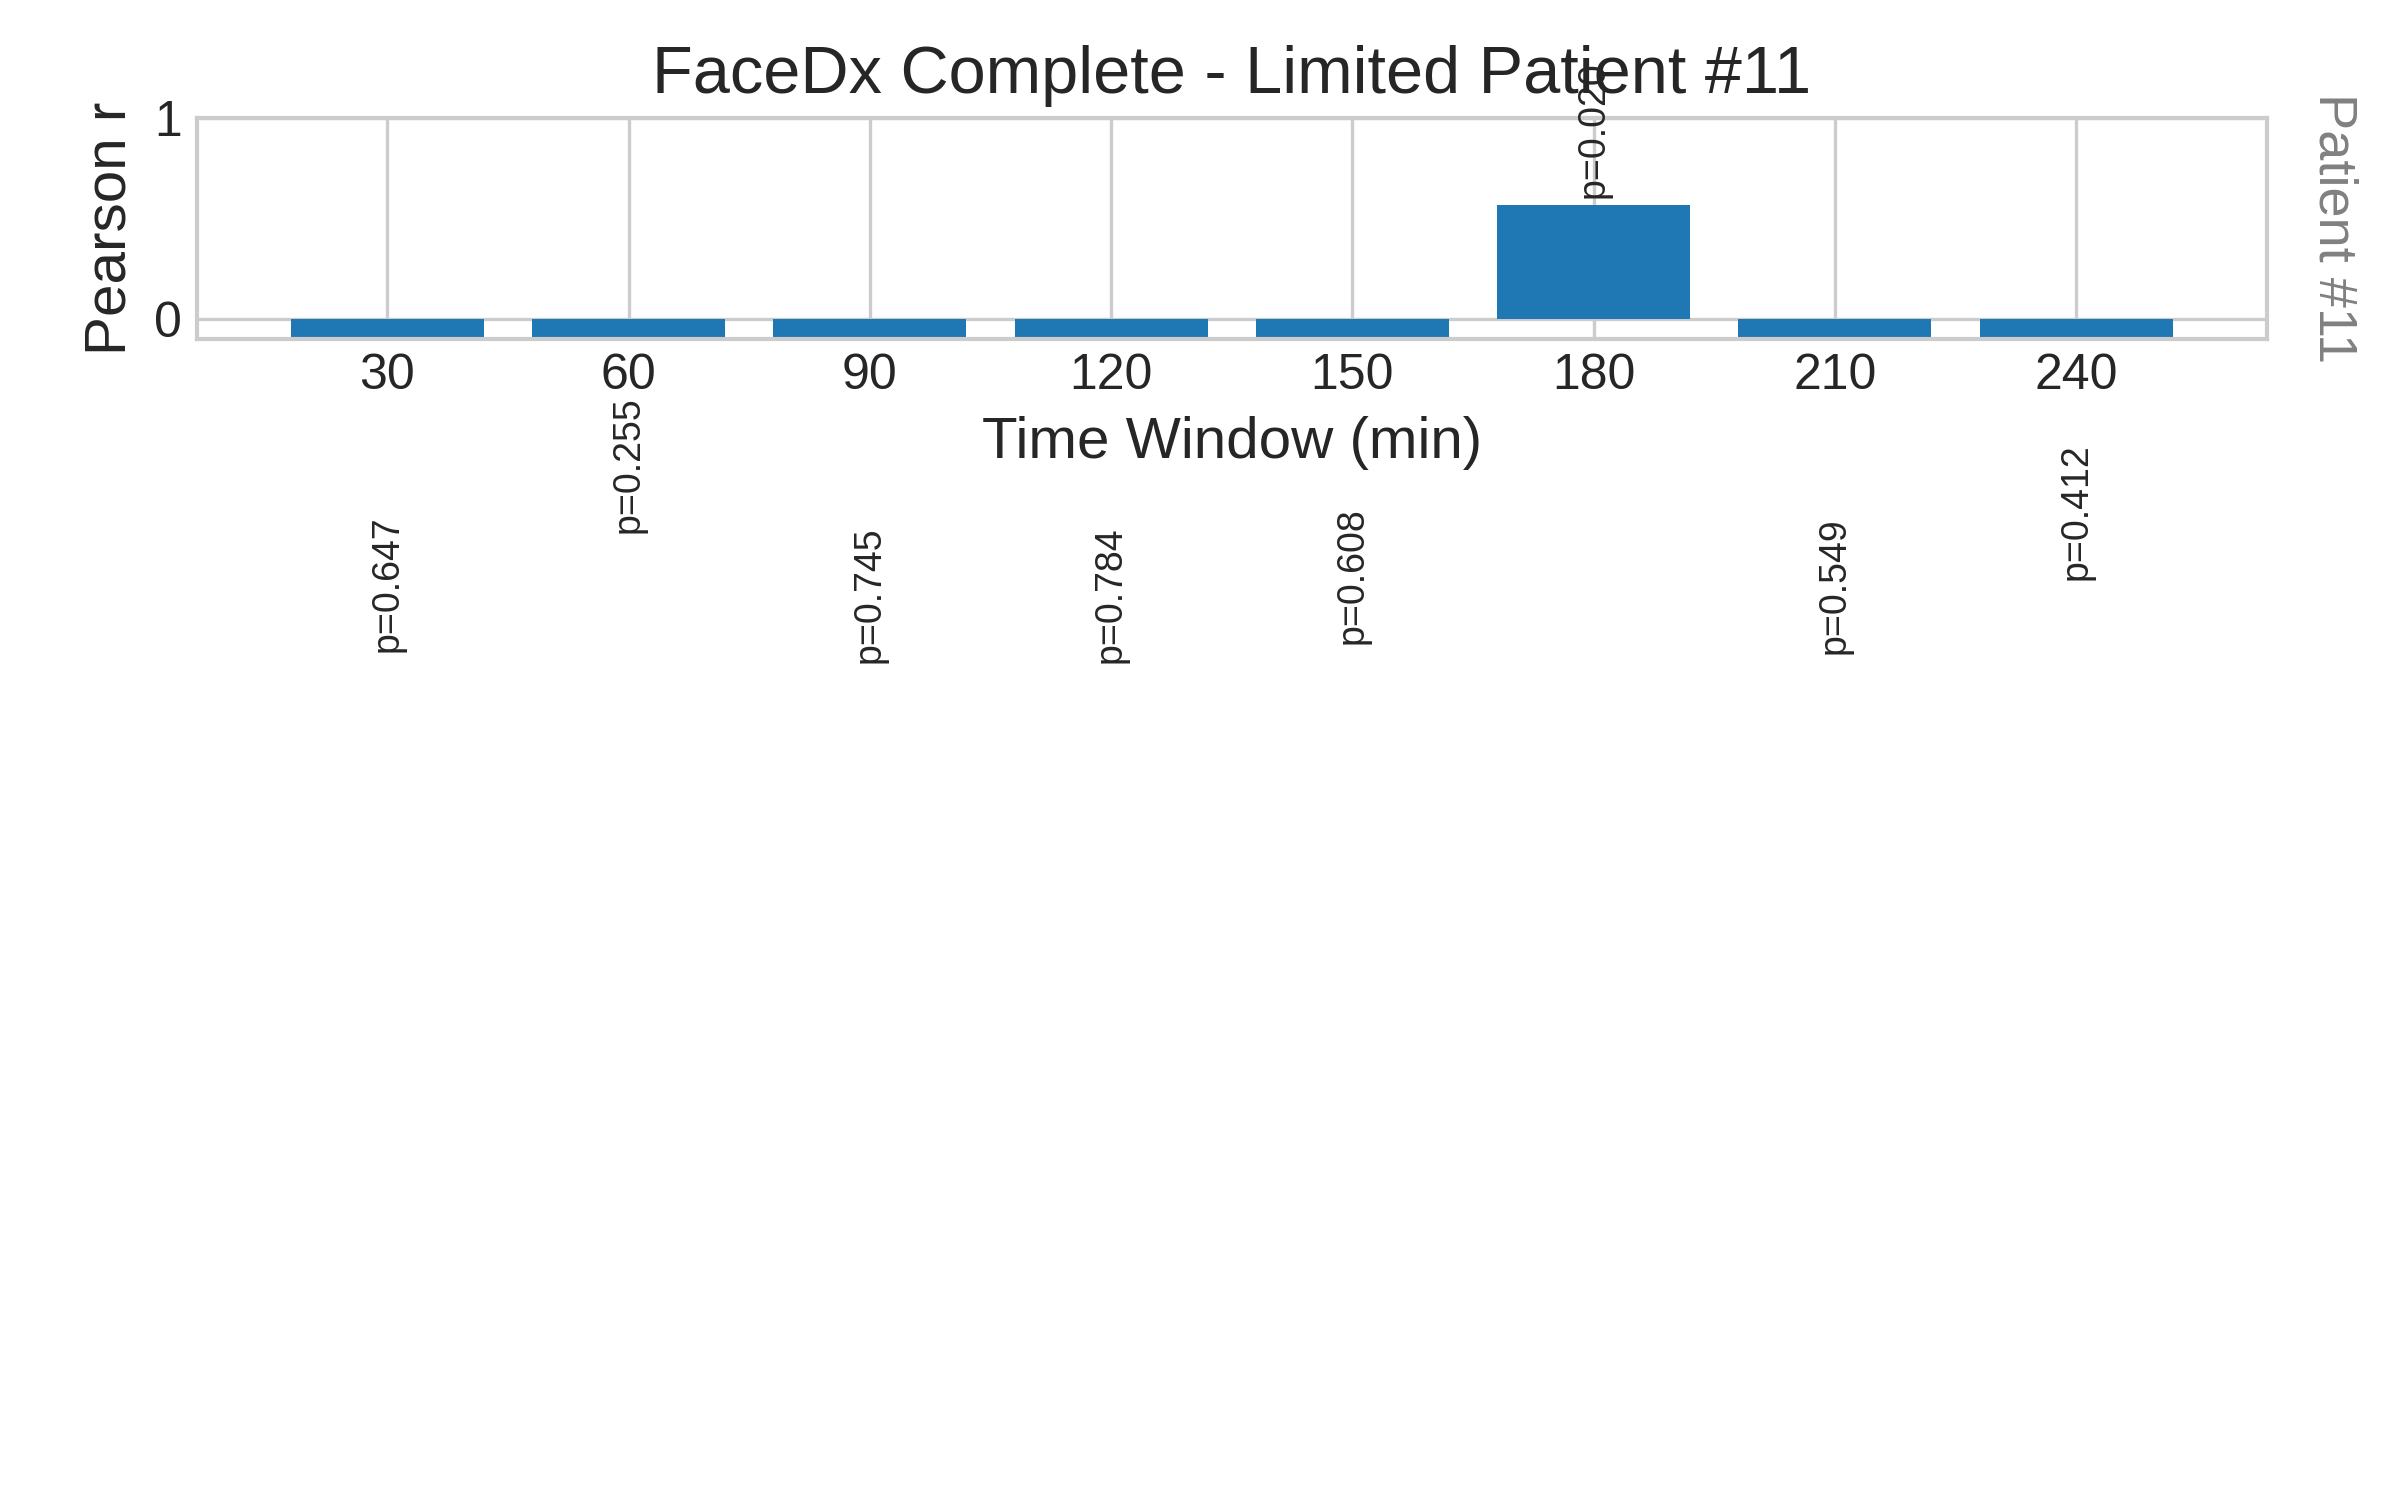 FaceDx Complete - Limited Patient #11
Pearson r
1
0
Patient #11
30 60 90 120 150 180 210 240
Time Window (min)
p=0.647
p=0.255
p=0.745
p=0.784
p=0.608
p=0.549
p=0.412